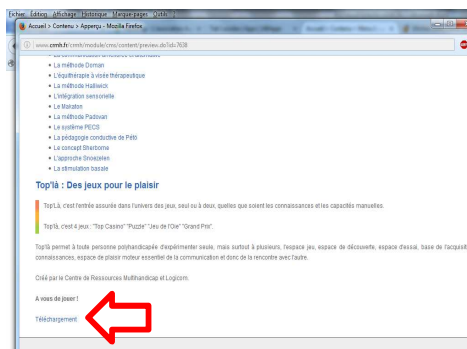 Fichier Édition Affichage Historique Marque-pages Outils
Accueil > Contenu > Apperçu - Mozilla Firefox
www.crmh.fr/crmh/module/cms/content/preview.do?id=7638
La méthode Doman
L'équithérapie à visée thérapeutique
La méthode Halliwick
L'intégration sensorielle
Le Makaton
La méthode Padovan
Le système PECS
La pédagogie conductive de Pétö
Le concept Sherborne
L'approche Snoezelen
La stimulation basale
Top'là : Des jeux pour le plaisir
Top'Là, c'est l'entrée assurée dans l'univers des jeux, seul ou à deux, quelles que soient les connaissances et les capacités manuelles.
Top'là, c'est 4 jeux : "Top Casino" "Puzzle" "Jeu de l'Oie" "Grand Prix".
Top'là permet à toute personne polyhandicapée d'expérimenter seule, mais surtout à plusieurs, l'espace jeu, espace de découverte, espace d'essai, base de l'acquisit
connaissances, espace de plaisir moteur essentiel de la communication et donc de la rencontre avec l'autre.
Créé par le Centre de Ressources Multihandicap et Logicom.
A vous de jouer !
Téléchargement